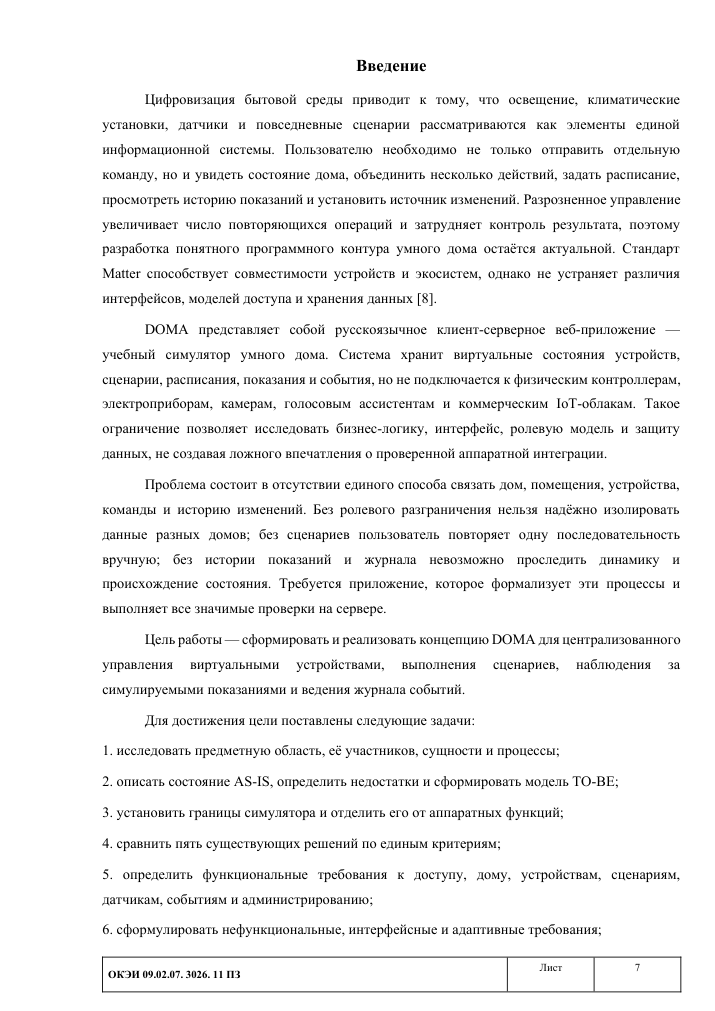 Введение
Цифровизация бытовой среды приводит к тому, что освещение, климатические
установки, датчики и повседневные сценарии рассматриваются как элементы единой
информационной системы. Пользователю необходимо не только отправить отдельную
команду, но и увидеть состояние дома, объединить несколько действий, задать расписание,
просмотреть историю показаний и установить источник изменений. Разрозненное управление
увеличивает число повторяющихся операций и затрудняет контроль результата, поэтому
разработка понятного программного контура умного дома остаётся актуальной. Стандарт
Matter способствует совместимости устройств и экосистем, однако не устраняет различия
интерфейсов, моделей доступа и хранения данных [8].
DOMA представляет собой русскоязычное клиент-серверное веб-приложение —
учебный симулятор умного дома. Система хранит виртуальные состояния устройств,
сценарии, расписания, показания и события, но не подключается к физическим контроллерам,
электроприборам, камерам, голосовым ассистентам и коммерческим IoT-облакам. Такое
ограничение позволяет исследовать бизнес-логику, интерфейс, ролевую модель и защиту
данных, не создавая ложного впечатления о проверенной аппаратной интеграции.
Проблема состоит в отсутствии единого способа связать дом, помещения, устройства,
команды и историю изменений. Без ролевого разграничения нельзя надёжно изолировать
данные разных домов; без сценариев пользователь повторяет одну последовательность
вручную; без истории показаний и журнала невозможно проследить динамику и
происхождение состояния. Требуется приложение, которое формализует эти процессы и
выполняет все значимые проверки на сервере.
Цель работы — сформировать и реализовать концепцию DOMA для централизованного
управления виртуальными устройствами, выполнения сценариев, наблюдения за
симулируемыми показаниями и ведения журнала событий.
Для достижения цели поставлены следующие задачи:
1. исследовать предметную область, её участников, сущности и процессы;
2. описать состояние AS-IS, определить недостатки и сформировать модель TO-BE;
3. установить границы симулятора и отделить его от аппаратных функций;
4. сравнить пять существующих решений по единым критериям;
5. определить функциональные требования к доступу, дому, устройствам, сценариям,
датчикам, событиям и администрированию;
6. сформулировать нефункциональные, интерфейсные и адаптивные требования;
ОКЭИ 09.02.07. 3026. 11 ПЗ
Лист
7